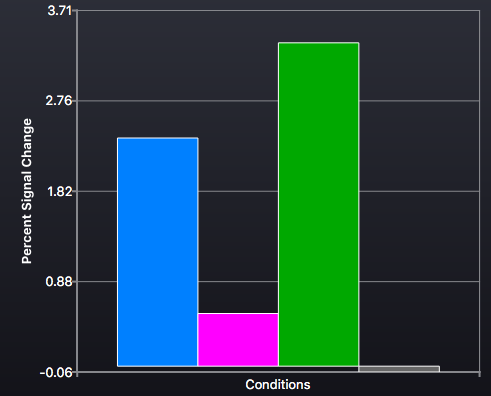 3.71
2.76
Percent Signal Change
1.82
0.88
-0.06
Conditions